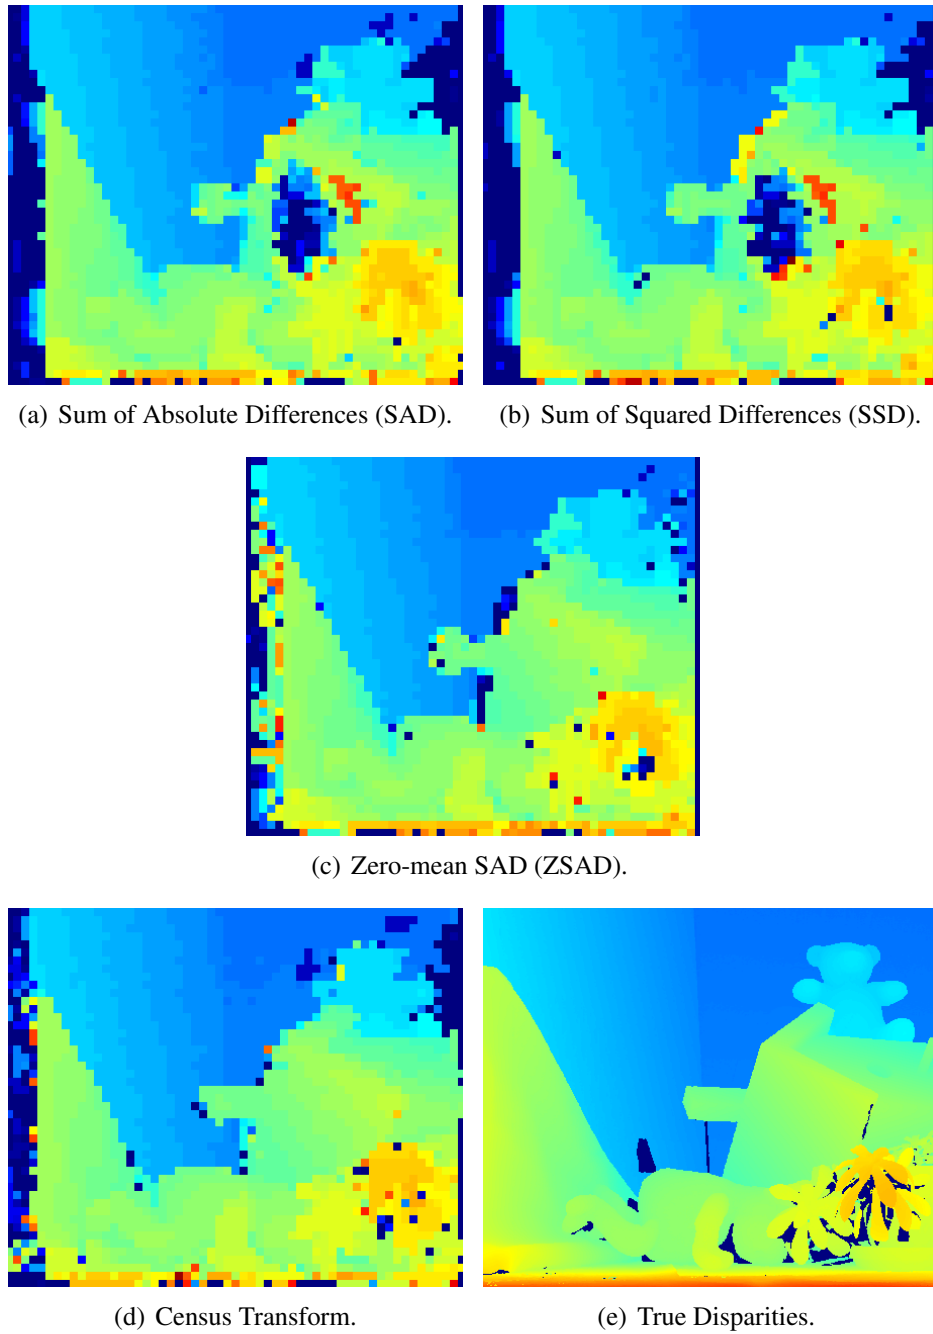 (a) Sum of Absolute Differences (SAD).
(b) Sum of Squared Differences (SSD).
(c) Zero-mean SAD (ZSAD).
(d) Census Transform.
(e) True Disparities.